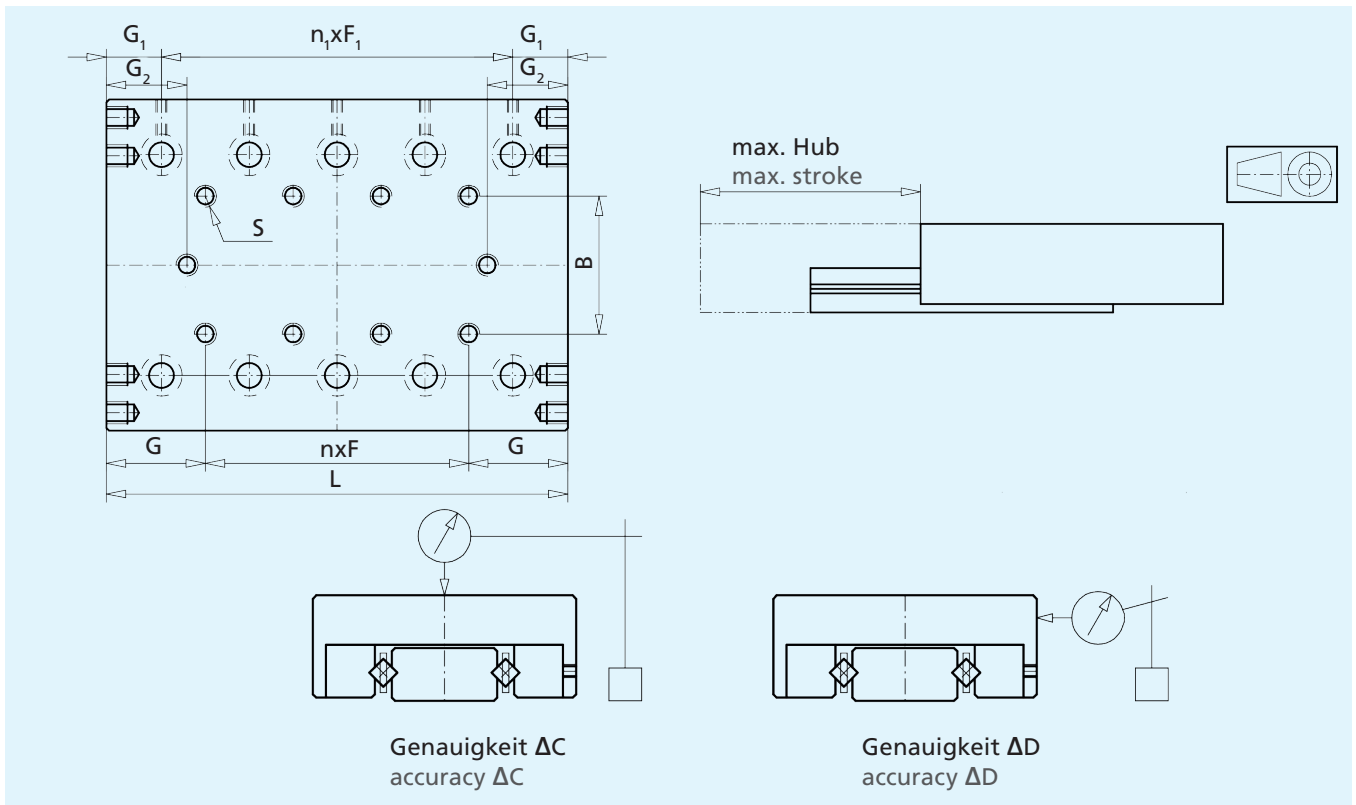 G₁ n₁xF₁ G₁
G₂ G₂
S
B
G nxF G
L
max. Hub
max. stroke
Genauigkeit ΔC
accuracy ΔC
Genauigkeit ΔD
accuracy ΔD